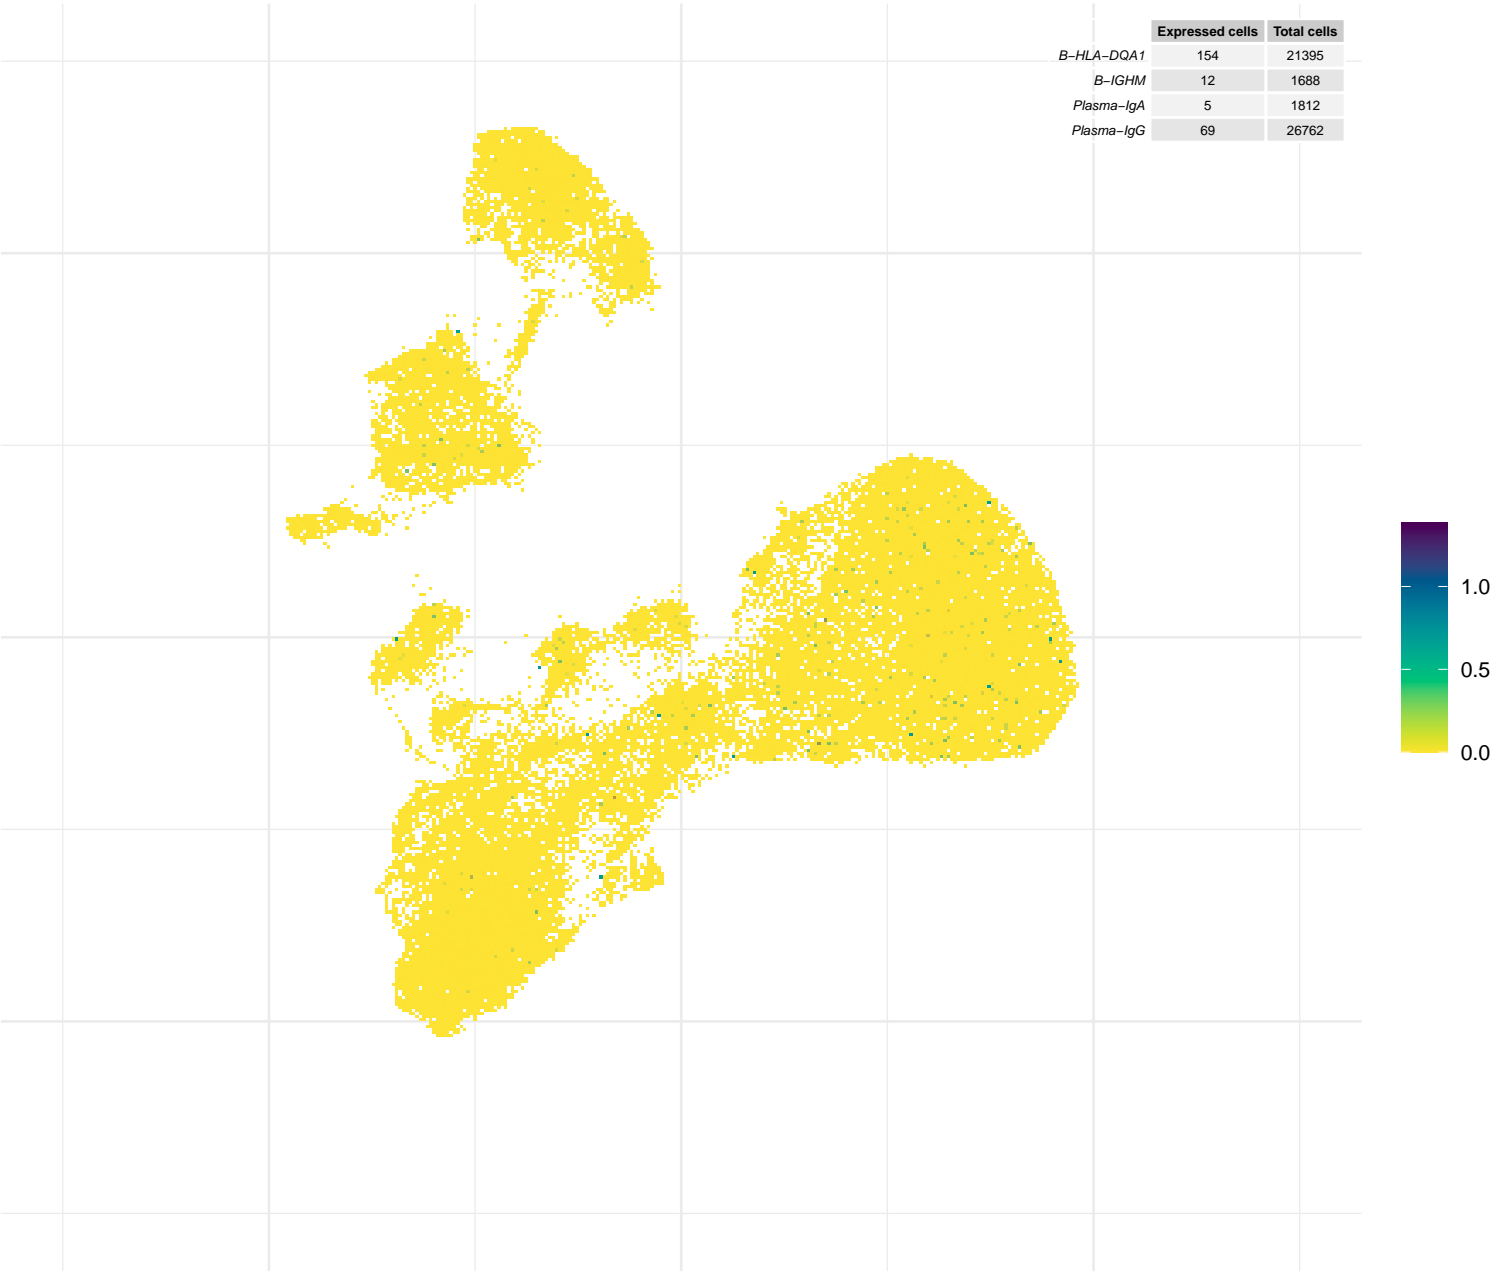 Expressed cells Total cells
B−HLA−DQA1 154 21395
B−IGHM 12 1688
Plasma−IgA 5 1812
Plasma−IgG 69 26762
1.0
0.5
0.0